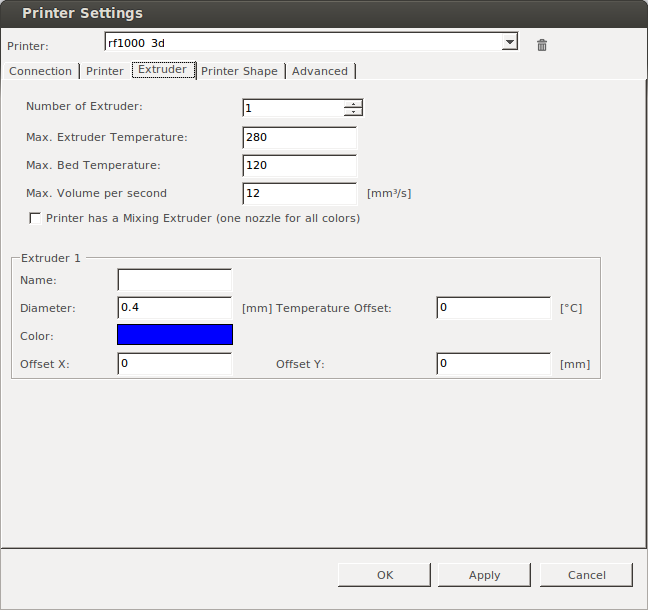 Printer Settings
Printer: rf1000_3d
Connection Printer Extruder Printer Shape Advanced
Number of Extruder: 1
Max. Extruder Temperature: 280
Max. Bed Temperature: 120
Max. Volume per second 12 [mm³/s]
Printer has a Mixing Extruder (one nozzle for all colors)
Extruder 1
Name:
Diameter: 0.4 [mm] Temperature Offset: 0 [°C]
Color:
Offset X: 0 Offset Y: 0 [mm]
OK Apply Cancel